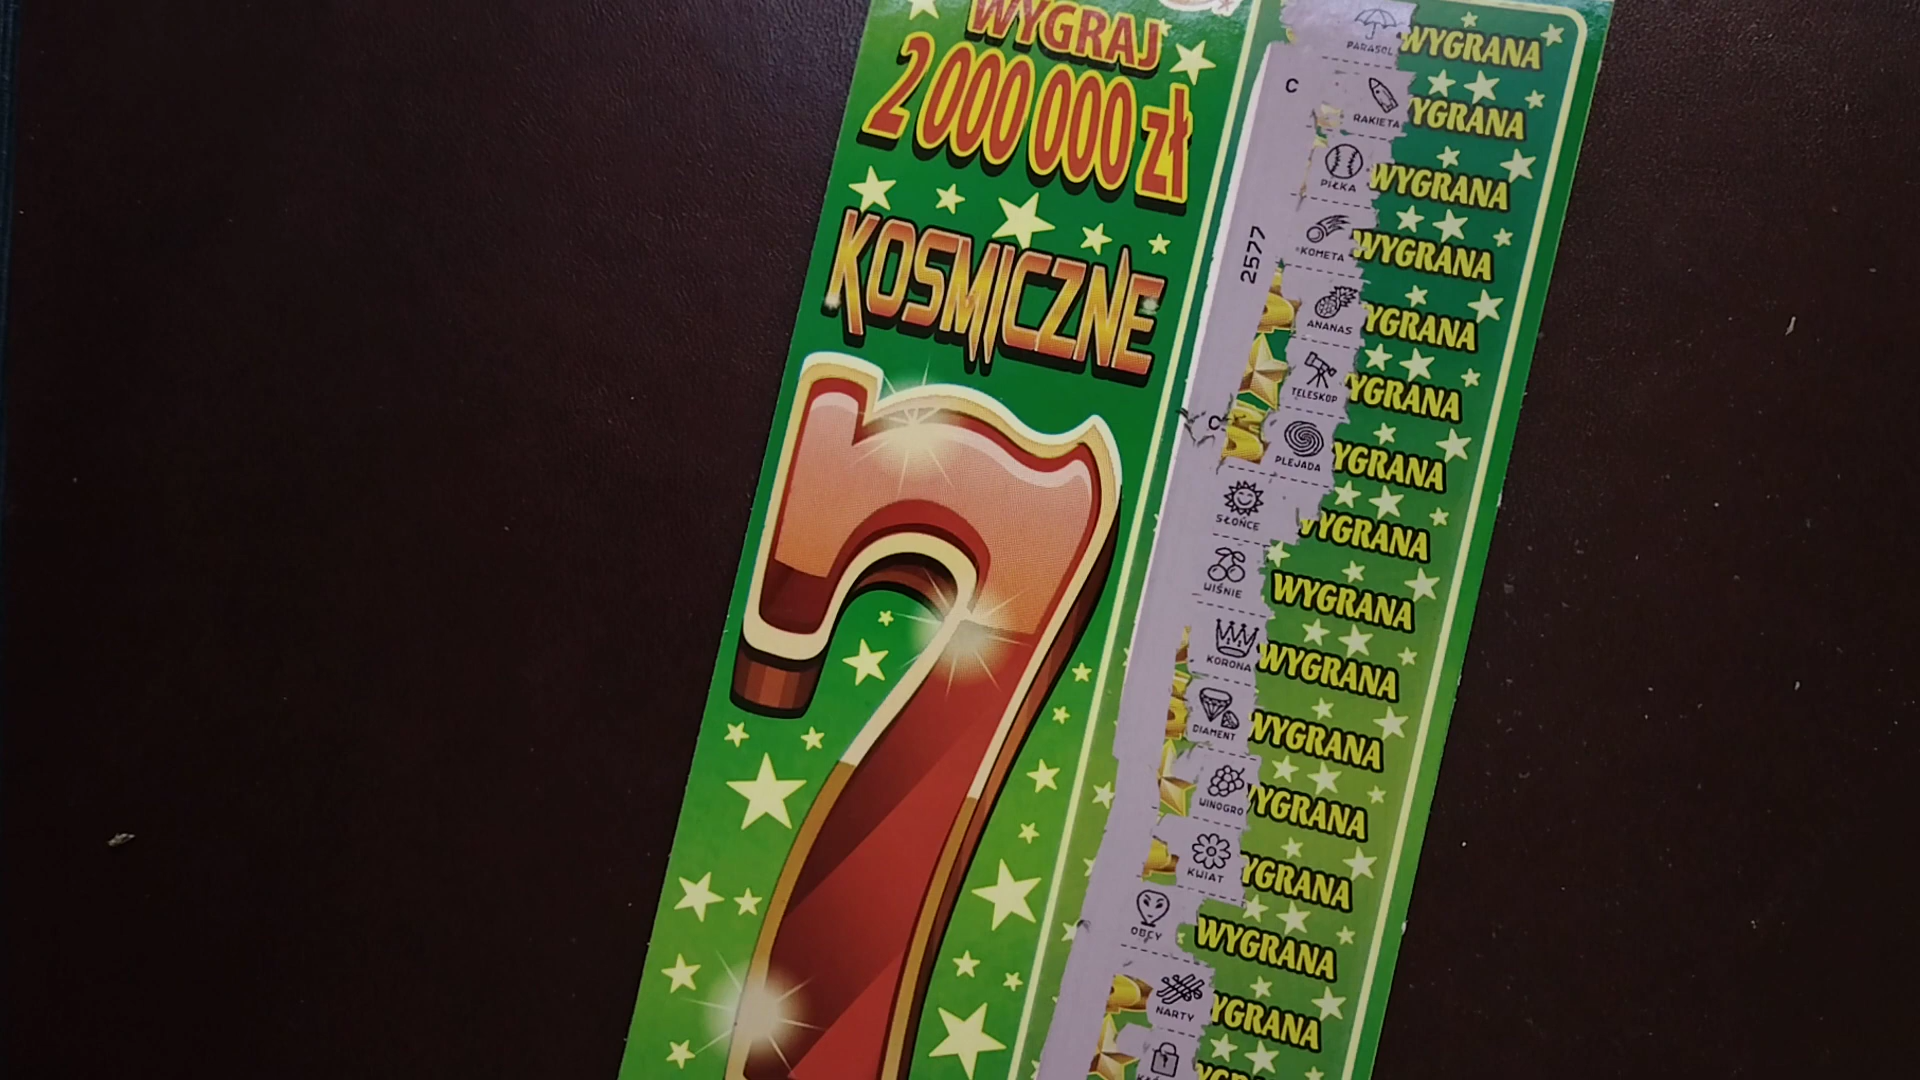 WYGRAJ
2 000 000 zł
KOSMICZNE
7
PARASOL WYGRANA
C
RAKIETA WYGRANA
PIŁKA WYGRANA
KOMETA WYGRANA
2577
ANANAS WYGRANA
TELESKOP WYGRANA
C
PLEJADA WYGRANA
SŁOŃCE WYGRANA
WIŚNIE WYGRANA
KORONA WYGRANA
DIAMENT WYGRANA
WINOGRO WYGRANA
KWIAT WYGRANA
OBCY WYGRANA
NARTY WYGRANA